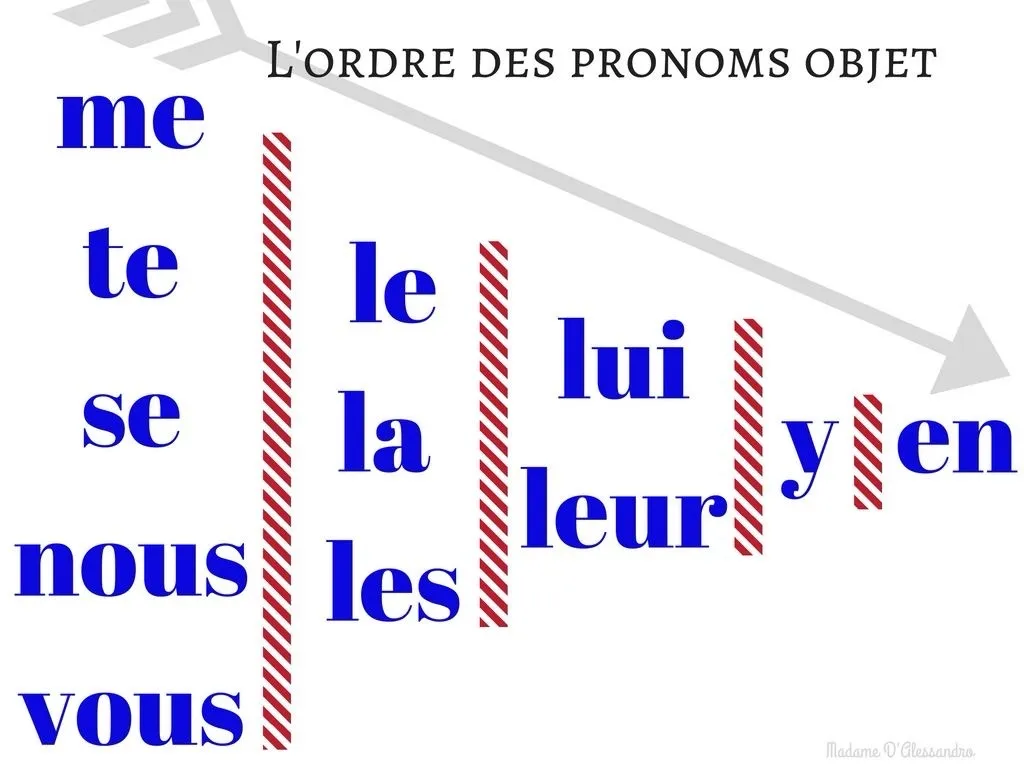 L'ORDRE DES PRONOMS OBJET
me
te
se
nous
vous
le
la
les
lui
leur
y
en
Madame D'Alessandro